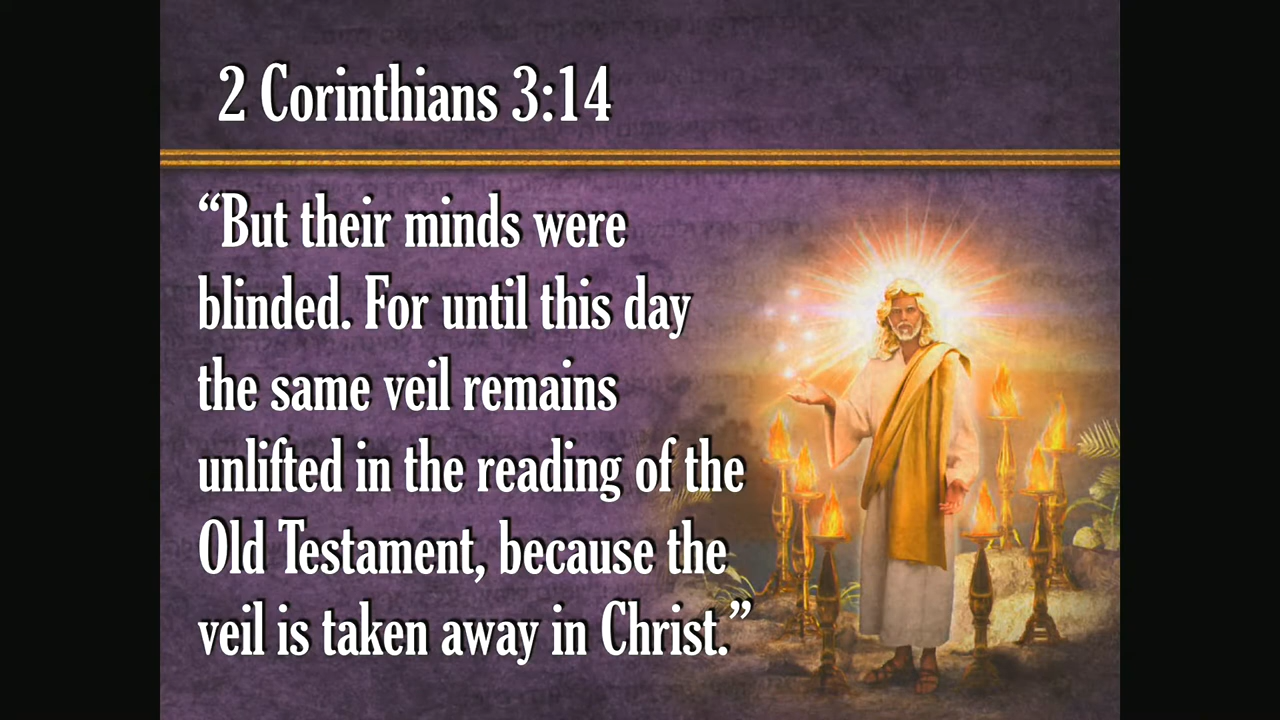 2 Corinthians 3:14
“But their minds were
blinded. For until this day
the same veil remains
unlifted in the reading of the
Old Testament, because the
veil is taken away in Christ.”